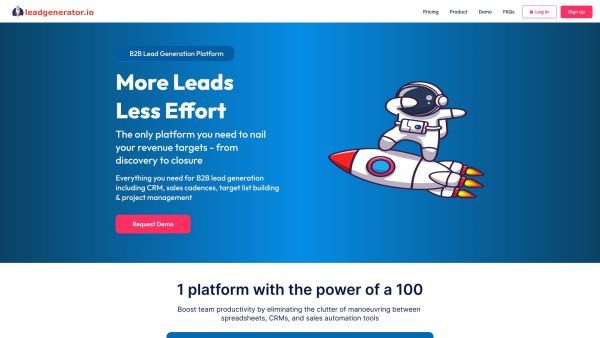 leadgenerator.io
Pricing Product Demo FAQs Log in Sign up
B2B Lead Generation Platform
More Leads
Less Effort
The only platform you need to nail
your revenue targets - from
discovery to closure
Everything you need for B2B lead generation
including CRM, sales cadences, target list building
& project management
Request Demo
1 platform with the power of a 100
Boost team productivity by eliminating the clutter of manoeuvring between
spreadsheets, CRMs, and sales automation tools